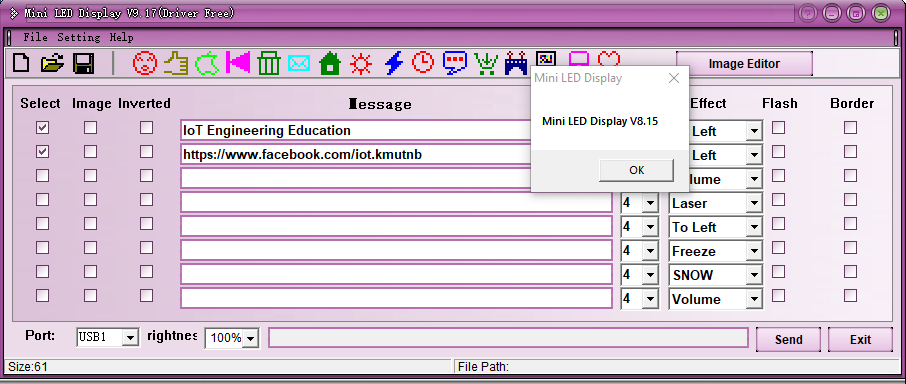 Mini LED Display V9.17(Driver Free)
File Setting Help
Image Editor
Mini LED Display
Mini LED Display V8.15
OK
Select Image Inverted Message Effect Flash Border
IoT Engineering Education Left
https://www.facebook.com/iot.kmutnb Left
lume
4 Laser
4 To Left
4 Freeze
4 SNOW
4 Volume
Port: USB1 rightnes 100% Send Exit
Size:61 File Path: